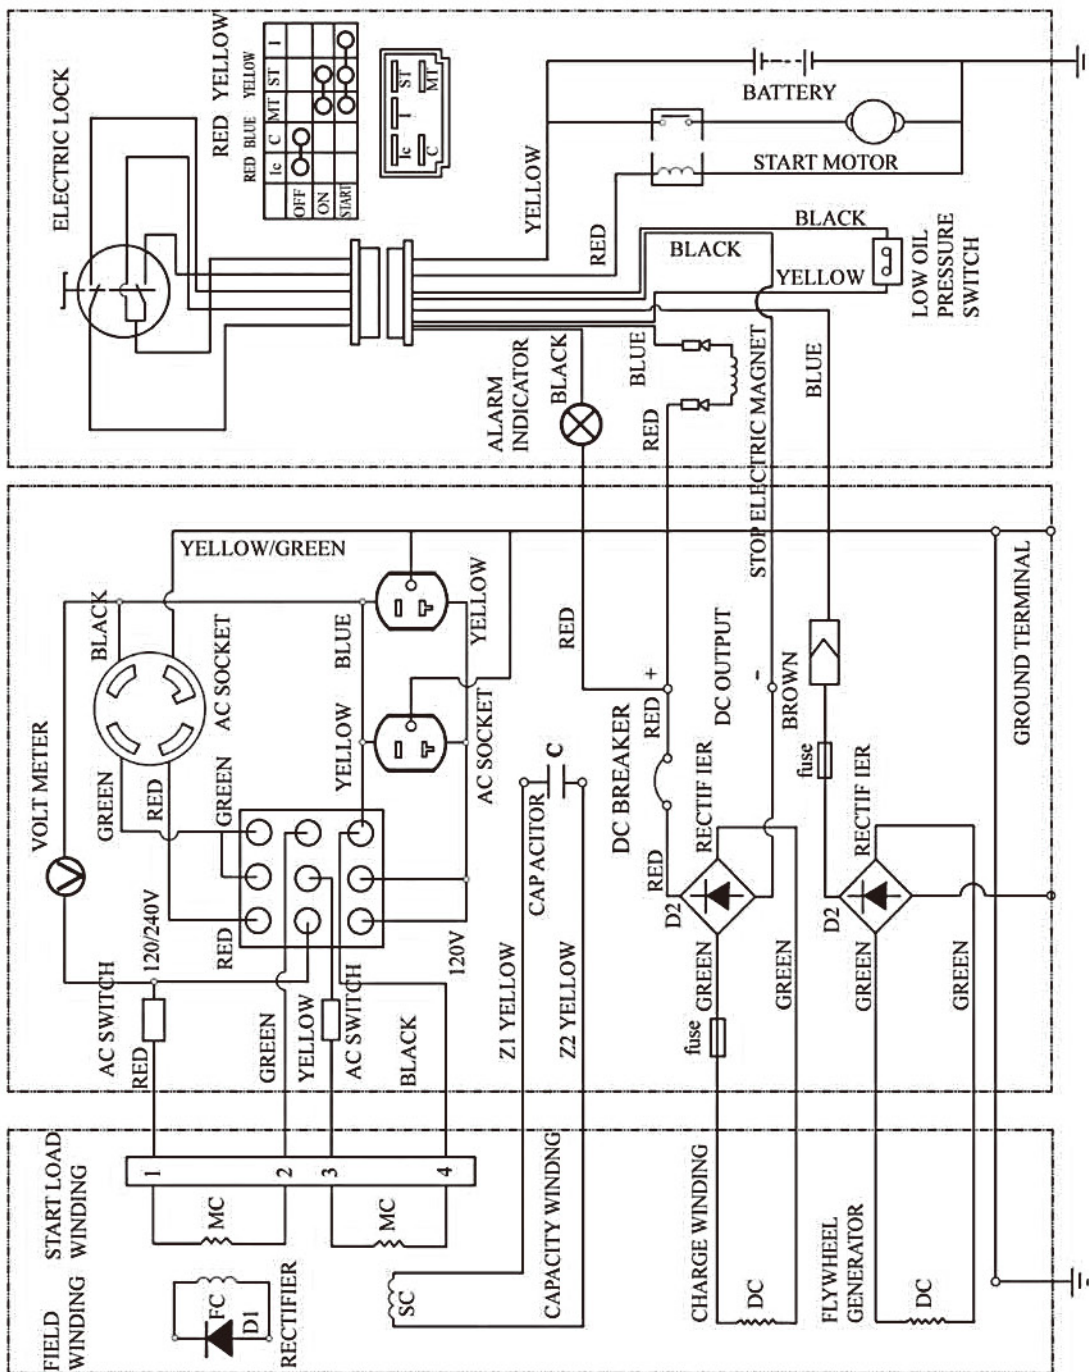 ELECTRIC LOCK
RED YELLOW
RED BLUE YELLOW
Ic C MT ST I
OFF
ON
START
Ic I ST
C MT
BATTERY
START MOTOR
YELLOW
RED
BLACK
BLACK
YELLOW
LOW OIL
PRESSURE
SWITCH
ALARM
INDICATOR
BLACK
BLUE
RED
STOP ELECTRIC MAGNET
BLUE
VOLT METER
BLACK
YELLOW/GREEN
AC SOCKET
GREEN
RED
GREEN
YELLOW
BLUE
YELLOW
AC SOCKET
RED
120/240V
120V
AC SWITCH
RED
GREEN
YELLOW
AC SWITCH
BLACK
CAPACITOR
C
Z1 YELLOW
Z2 YELLOW
RED
DC BREAKER
RED
+
RED
DC OUTPUT
-
RECTIFIER
D2
GREEN
GREEN
fuse
BROWN
fuse
RECTIFIER
D2
GREEN
GREEN
GROUND TERMINAL
START LOAD
WINDING
1
2
3
4
MC
MC
FIELD
WINDING
FC
D1
RECTIFIER
SC
CAPACITY WINDNG
CHARGE WINDING
DC
FLYWHEEL
GENERATOR
DC
V